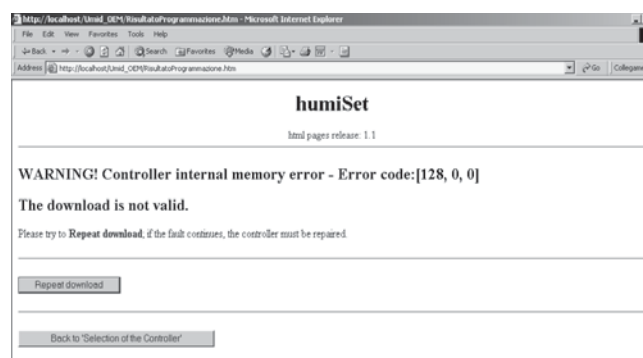 http://localhost/Umid_OEM/RisultatoProgrammazione.htm - Microsoft Internet Explorer
File Edit View Favorites Tools Help
Back Search Favorites Media
Address http://localhost/Umid_OEM/RisultatoProgrammazione.htm Go Collegam
humiSet
html pages release: 1.1
WARNING! Controller internal memory error - Error code:[128, 0, 0]
The download is not valid.
Please try to Repeat download; if the fault continues, the controller must be repaired.
Repeat download
Back to 'Selection of the Controller'